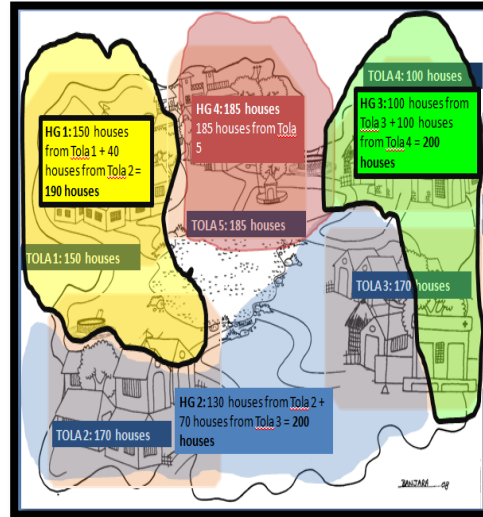 TOLA 4: 100 houses
HG 1: 150 houses
from Tola 1 + 40
houses from Tola 2 =
190 houses
HG 4: 185 houses
185 houses from Tola
5
HG 3: 100 houses from
Tola 3 + 100 houses
from Tola 4 = 200
houses
TOLA 5: 185 houses
TOLA 1: 150 houses
TOLA 3: 170 houses
HG 2: 130 houses from Tola 2 +
70 houses from Tola 3 = 200
houses
TOLA 2: 170 houses
BANJARA 08